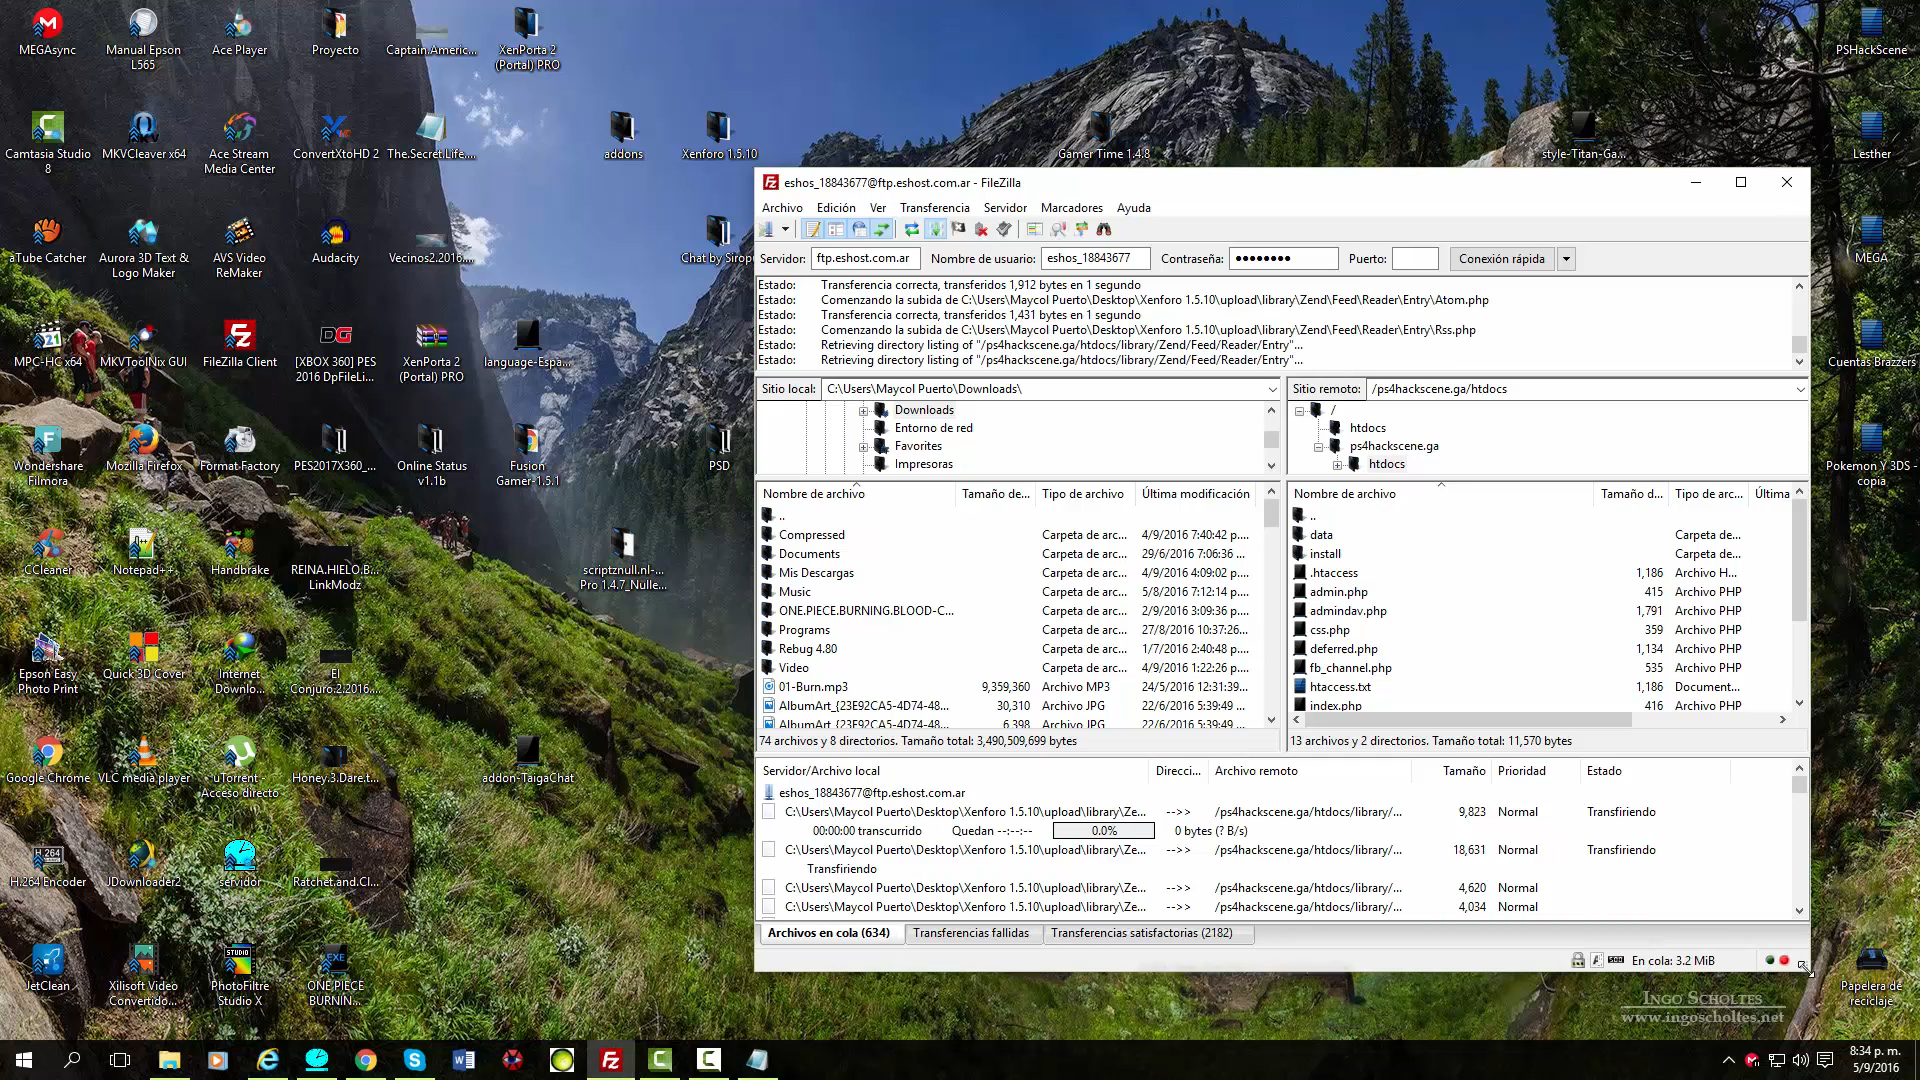 MEGAsync
Manual Epson L565
Ace Player
Proyecto
Captain.Americ...
XenPorta 2 (Portal) PRO
PSHackScene
Camtasia Studio 8
MKVCleaver x64
Ace Stream Media Center
ConvertXtoHD 2
The.Secret.Life....
addons
Xenforo 1.5.10
Gamer Time 1.4.8
style-Titan-Ga...
Lesther
aTube Catcher
Aurora 3D Text & Logo Maker
AVS Video ReMaker
Audacity
Vecinos2.2016....
Chat by Sirop
MEGA
MPC-HC x64
MKVToolNix GUI
FileZilla Client
[XBOX 360] PES 2016 DpFileLi...
XenPorta 2 (Portal) PRO
language-Espa...
Cuentas Brazzers
Wondershare Filmora
Mozilla Firefox
Format Factory
PES2017X360_...
Online Status v1.1b
Fusion Gamer-1.5.1
PSD
Pokemon Y 3DS - copia
CCleaner
Notepad++
Handbrake
REINA.HIELO.B... LinkModz
scriptznull.nl-... Pro 1.4.7_Nulle...
Epson Easy Photo Print
Quick 3D Cover
Internet Downlo...
El Conjuro.2.2016....
Google Chrome
VLC media player
uTorrent - Acceso directo
Honey.3.Dare.t...
addon-TaigaChat
H.264 Encoder
JDownloader2
servidor
Ratchet.and.Cl...
JetClean
Xilisoft Video Convertido...
PhotoFiltre Studio X
ONE PIECE BURNIN...
Papelera de reciclaje
eshos_18843677@ftp.eshost.com.ar - FileZilla
Archivo Edición Ver Transferencia Servidor Marcadores Ayuda
Servidor: ftp.eshost.com.ar Nombre de usuario: eshos_18843677 Contraseña: ●●●●●●●● Puerto: Conexión rápida
Estado: Transferencia correcta, transferidos 1,912 bytes en 1 segundo
Estado: Comenzando la subida de C:\Users\Maycol Puerto\Desktop\Xenforo 1.5.10\upload\library\Zend\Feed\Reader\Entry\Atom.php
Estado: Transferencia correcta, transferidos 1,431 bytes en 1 segundo
Estado: Comenzando la subida de C:\Users\Maycol Puerto\Desktop\Xenforo 1.5.10\upload\library\Zend\Feed\Reader\Entry\Rss.php
Estado: Retrieving directory listing of "/ps4hackscene.ga/htdocs/library/Zend/Feed/Reader/Entry"...
Estado: Retrieving directory listing of "/ps4hackscene.ga/htdocs/library/Zend/Feed/Reader/Entry"...
Sitio local: C:\Users\Maycol Puerto\Downloads\
Downloads
Entorno de red
Favorites
Impresoras
Sitio remoto: /ps4hackscene.ga/htdocs
/
htdocs
ps4hackscene.ga
htdocs
Nombre de archivo Tamaño de... Tipo de archivo Última modificación
..
Compressed Carpeta de arc... 4/9/2016 7:40:42 p....
Documents Carpeta de arc... 29/6/2016 7:06:36 ...
Mis Descargas Carpeta de arc... 4/9/2016 4:09:02 p....
Music Carpeta de arc... 5/8/2016 7:12:14 p....
ONE.PIECE.BURNING.BLOOD-C... Carpeta de arc... 2/9/2016 3:09:36 p....
Programs Carpeta de arc... 27/8/2016 10:37:26...
Rebug 4.80 Carpeta de arc... 1/7/2016 2:40:48 p....
Video Carpeta de arc... 4/9/2016 1:22:26 p....
01-Burn.mp3 9,359,360 Archivo MP3 24/5/2016 12:31:39...
AlbumArt_{23E92CA5-4D74-48... 30,310 Archivo JPG 22/6/2016 5:39:49 ...
AlbumArt_{23E92CA5-4D74-48... 6,398 Archivo JPG 22/6/2016 5:39:49 ...
74 archivos y 8 directorios. Tamaño total: 3,490,509,699 bytes
Nombre de archivo Tamaño d... Tipo de arc... Última
..
data Carpeta de...
install Carpeta de...
.htaccess 1,186 Archivo H...
admin.php 415 Archivo PHP
admindav.php 1,791 Archivo PHP
css.php 359 Archivo PHP
deferred.php 1,134 Archivo PHP
fb_channel.php 535 Archivo PHP
htaccess.txt 1,186 Document...
index.php 416 Archivo PHP
13 archivos y 2 directorios. Tamaño total: 11,570 bytes
Servidor/Archivo local Direcci... Archivo remoto Tamaño Prioridad Estado
eshos_18843677@ftp.eshost.com.ar
C:\Users\Maycol Puerto\Desktop\Xenforo 1.5.10\upload\library\Ze... -->> /ps4hackscene.ga/htdocs/library/... 9,823 Normal Transfiriendo
00:00:00 transcurrido Quedan --:--:-- 0.0% 0 bytes (? B/s)
C:\Users\Maycol Puerto\Desktop\Xenforo 1.5.10\upload\library\Ze... -->> /ps4hackscene.ga/htdocs/library/... 18,631 Normal Transfiriendo
Transfiriendo
C:\Users\Maycol Puerto\Desktop\Xenforo 1.5.10\upload\library\Ze... -->> /ps4hackscene.ga/htdocs/library/... 4,620 Normal
C:\Users\Maycol Puerto\Desktop\Xenforo 1.5.10\upload\library\Ze... -->> /ps4hackscene.ga/htdocs/library/... 4,034 Normal
Archivos en cola (634) Transferencias fallidas Transferencias satisfactorias (2182)
En cola: 3.2 MiB
Ingo Scholtes
www.ingoscholtes.net
8:34 p. m.
5/9/2016